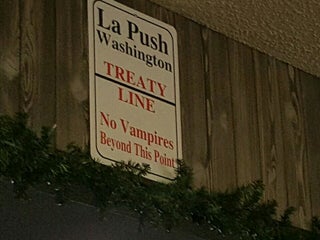 La Push
Washington
TREATY
LINE
No Vampires
Beyond This Point